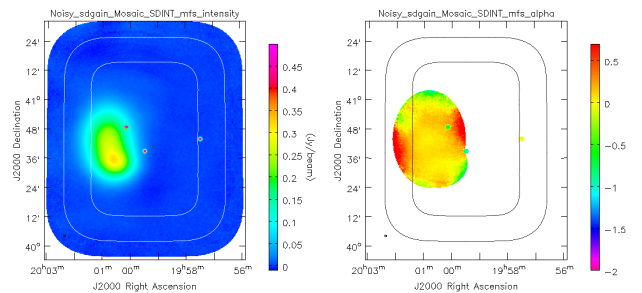 Noisy_sdgain_Mosaic_SDINT_mfs_intensity
Noisy_sdgain_Mosaic_SDINT_mfs_alpha
J2000 Declination
24'
12'
41°
48'
36'
24'
12'
40°
20ʰ03ᵐ
01ᵐ
00ᵐ
19ʰ58ᵐ
56ᵐ
J2000 Right Ascension
0.45
0.4
0.35
0.3
0.25
0.2
0.15
0.1
0.05
0
(Jy/beam)
J2000 Declination
24'
12'
41°
48'
36'
24'
12'
40°
20ʰ03ᵐ
01ᵐ
00ᵐ
19ʰ58ᵐ
56ᵐ
J2000 Right Ascension
0.5
0
−0.5
−1
−1.5
−2